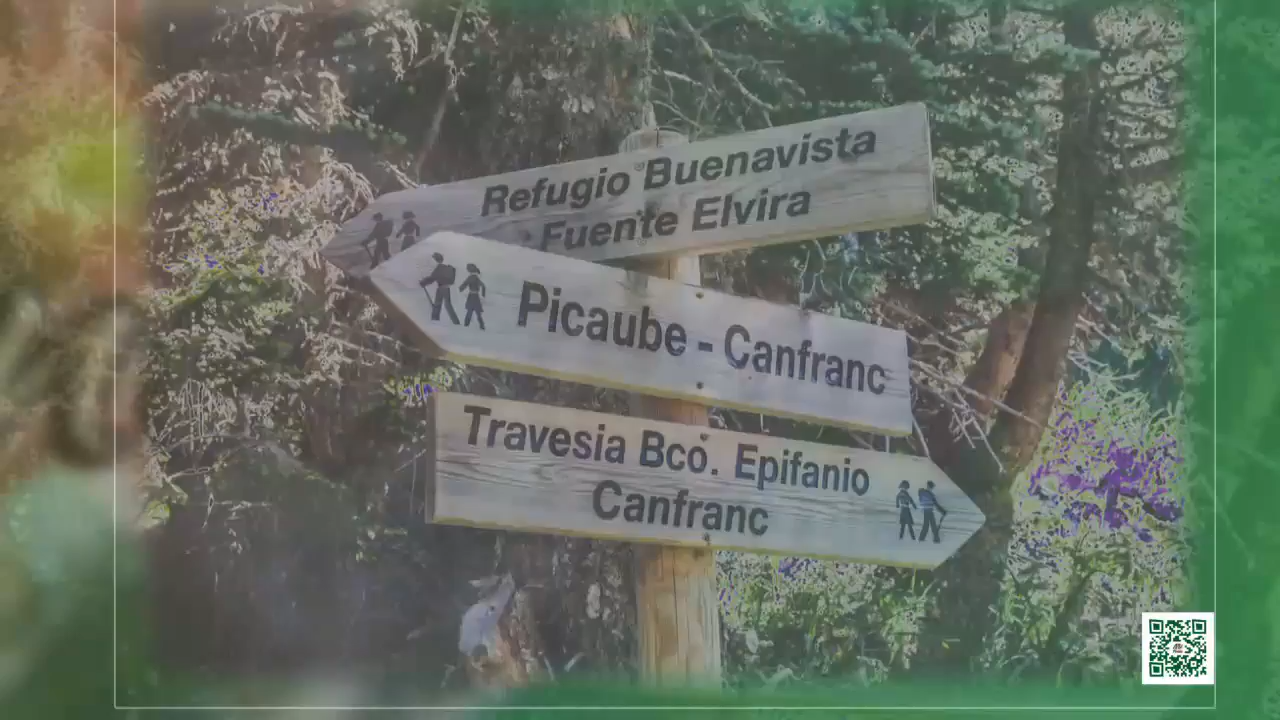 Refugio Buenavista
Fuente Elvira
Picaube - Canfranc
Travesia Bco. Epifanio
Canfranc